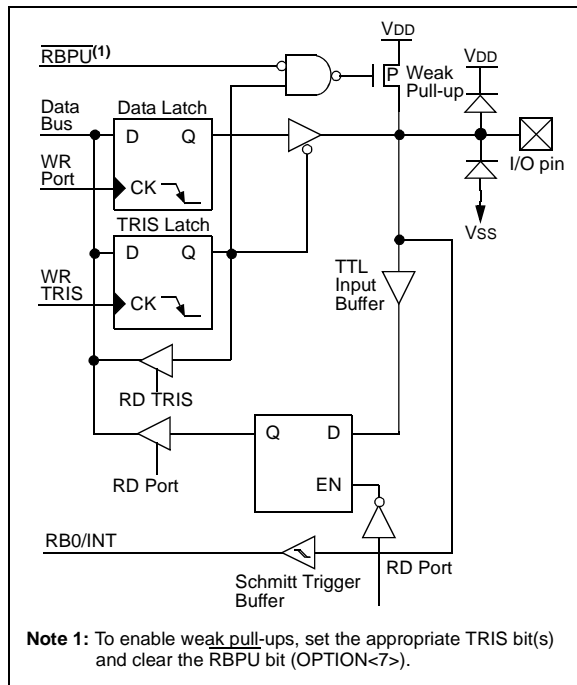 VDD
RBPU(1)
P Weak
Pull-up
VDD
Data
Bus
Data Latch
D Q
WR
Port
CK
I/O pin
TRIS Latch
D Q
VSS
WR
TRIS
CK
TTL
Input
Buffer
RD TRIS
Q D
RD Port
EN
RB0/INT
RD Port
Schmitt Trigger
Buffer
Note 1: To enable weak pull-ups, set the appropriate TRIS bit(s)
and clear the RBPU bit (OPTION<7>).